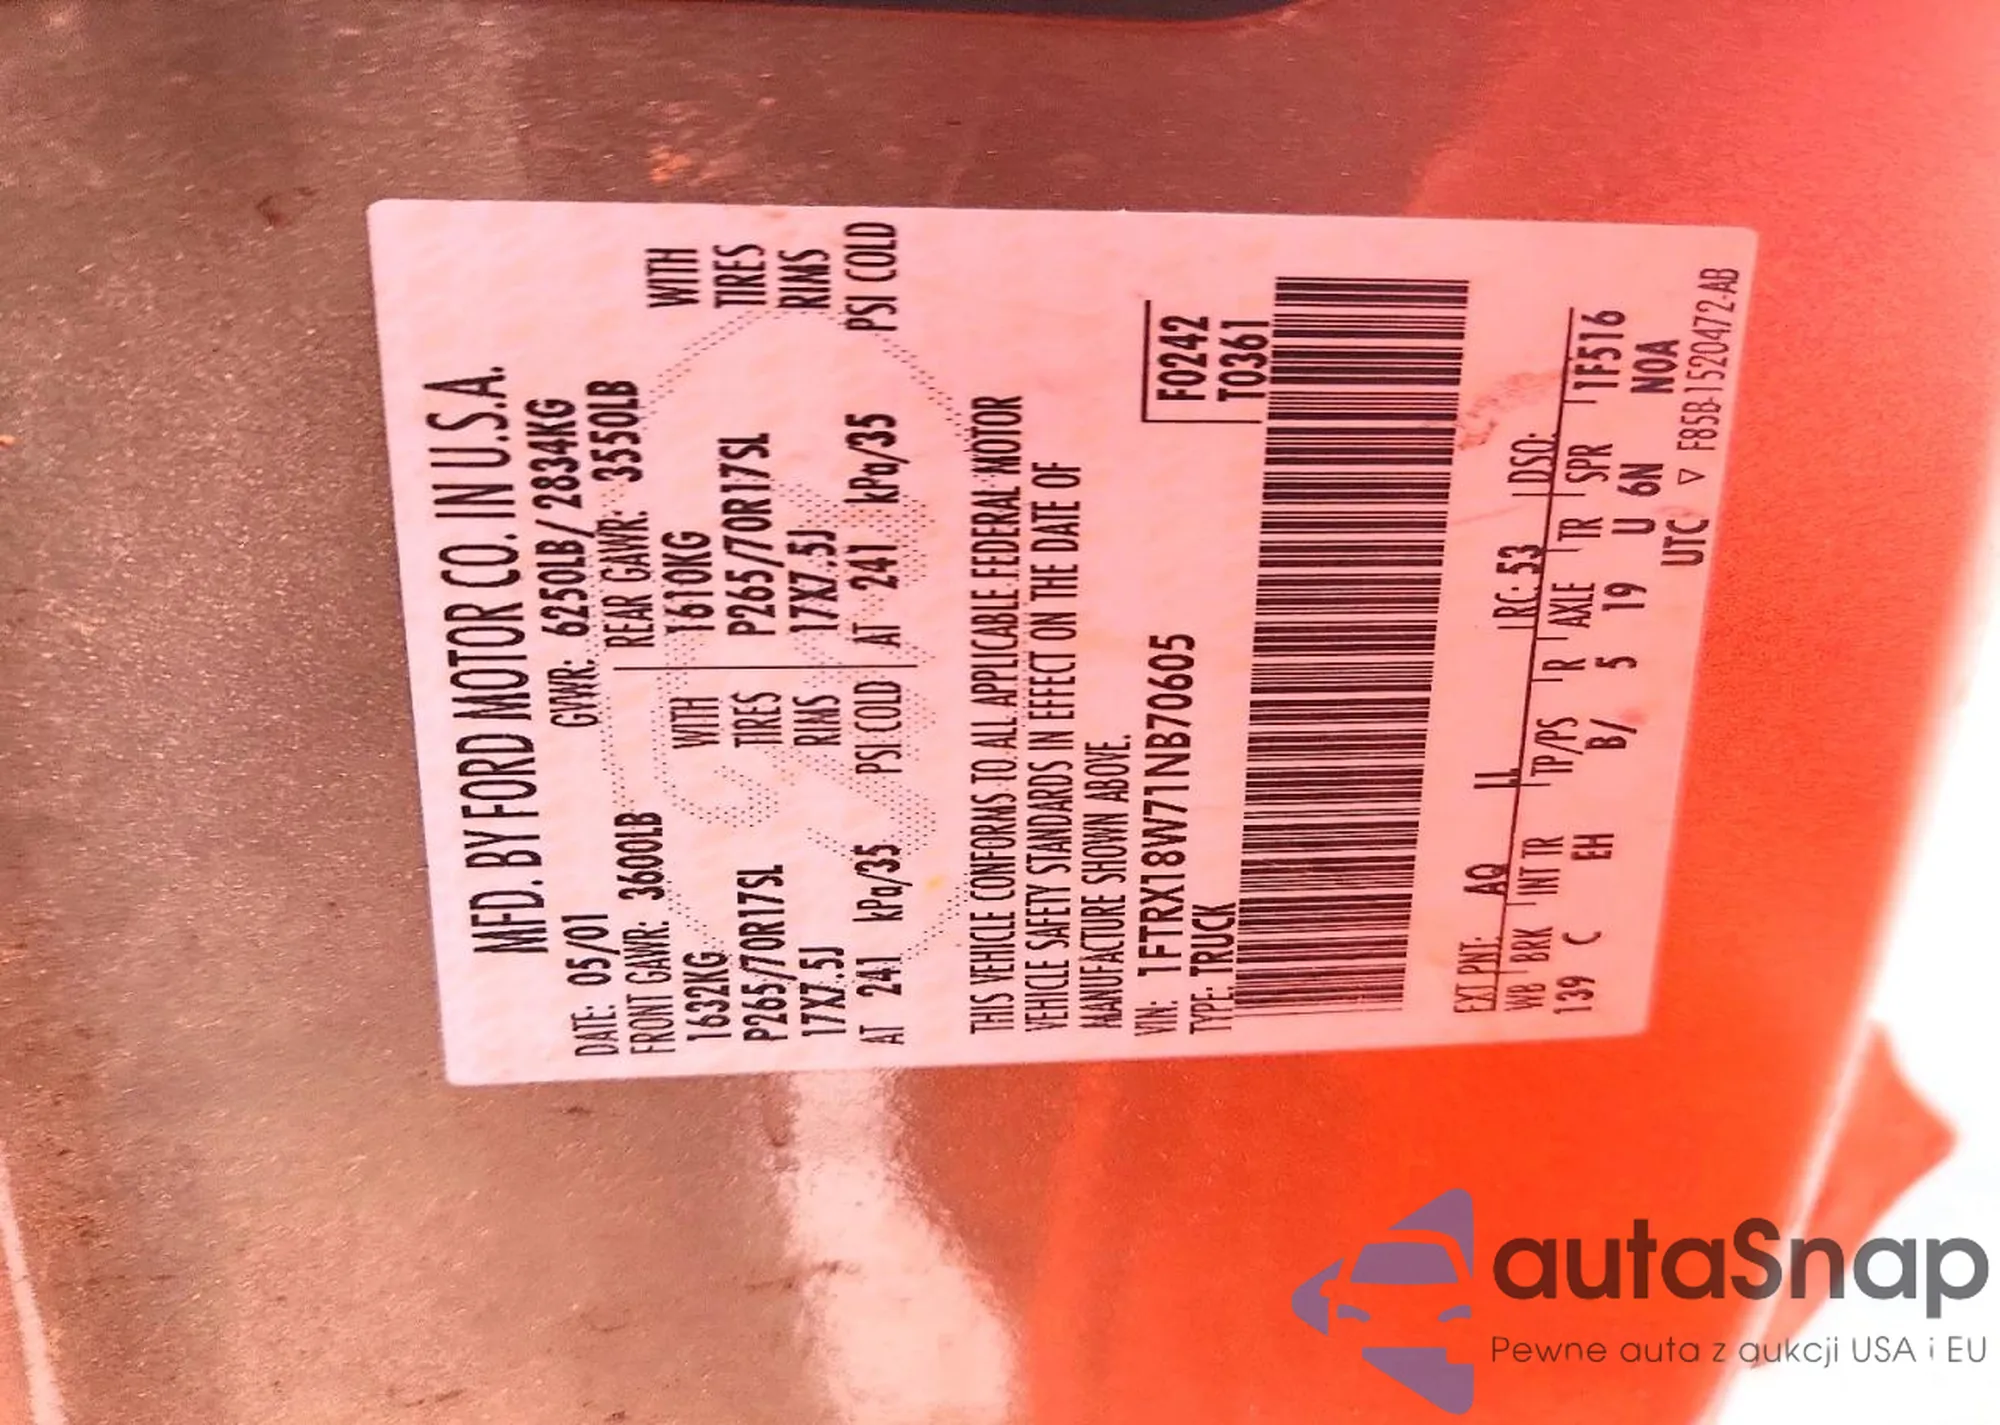 MFD. BY FORD MOTOR CO. IN U.S.A.
DATE: 05/01 GVWR: 6250LB/ 2834KG
FRONT GAWR: 3600LB REAR GAWR: 3550LB
1632KG WITH 1610KG WITH
P265/70R17SL TIRES P265/70R17SL TIRES
17X7.5J RIMS 17X7.5J RIMS
AT 241 kPa/35 PSI COLD AT 241 kPa/35 PSI COLD
THIS VEHICLE CONFORMS TO ALL APPLICABLE FEDERAL MOTOR
VEHICLE SAFETY STANDARDS IN EFFECT ON THE DATE OF
MANUFACTURE SHOWN ABOVE.
VIN: 1FTRX18W71NB70605 F0242
TYPE: TRUCK T0361
EXT PNT: AQ LL RC: 53 DSO:
WB BRK INT TR TP/PS R AXLE TR SPR 1F516
139 C EH B/ 5 19 U 6N NOA
UTC ▽ F85B-1520472-AB
autaSnap
Pewne auta z aukcji USA i EU